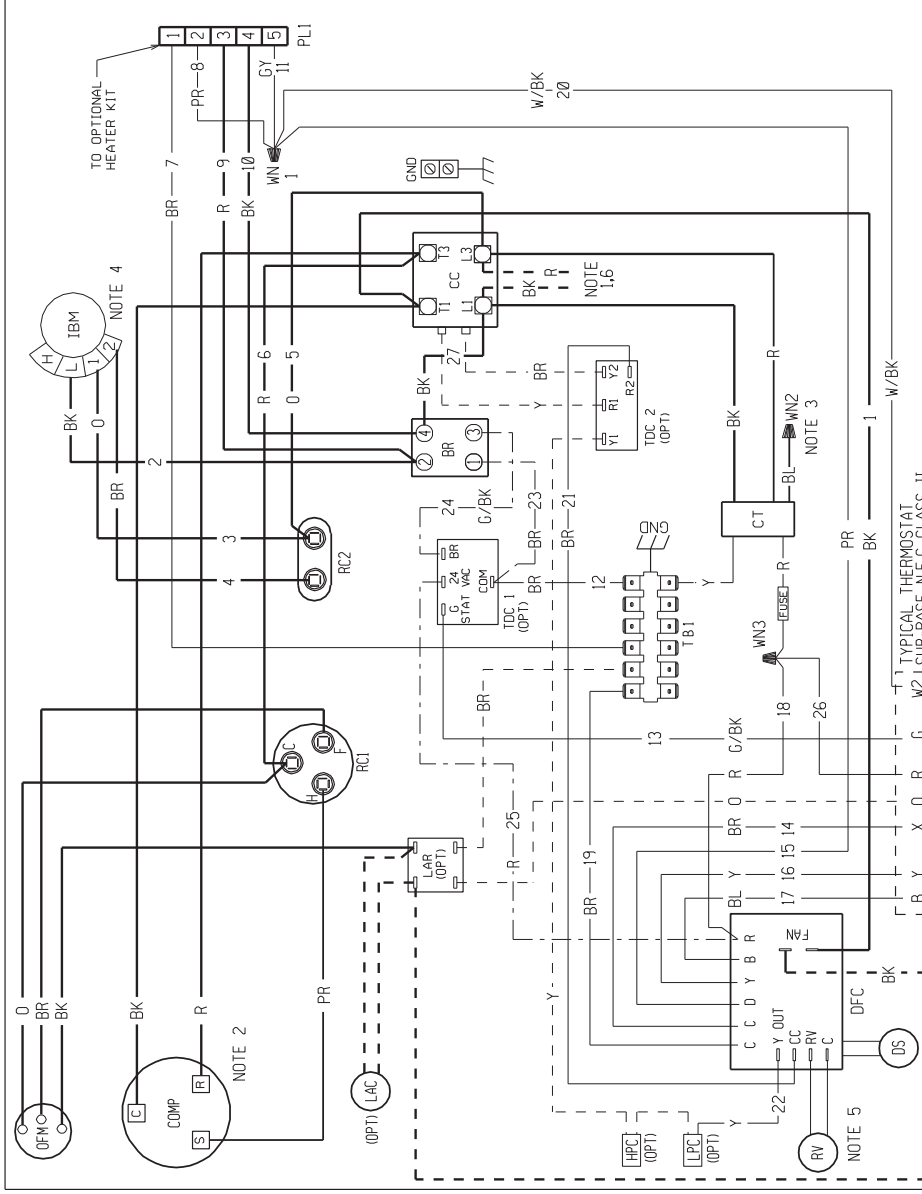 1 2 3 4 5
PL1
TO OPTIONAL
HEATER KIT
PR 8
GY 11
W/BK
20
BR 7
R 9
BK 10
WN
1
GND
IBM
H
L
1
2
NOTE 4
T3
CC
L3
T1
L1
BK R
NOTE
1,6
R 6
O 5
BK
27
BK
O
2
BR
4
BR
3
2
1
Y
BR
Y2
R2
R1
Y1
TDC 2
(OPT)
BK
R
WN2
NOTE 3
BL
1
BK
W/BK
24
G/BK
23
BR
21
BR
3
4
RC2
BR
24
VAC
COM
G
STAT
TDC 1
(OPT)
BR
12
GND
TB1
Y
CT
R
FUSE
WN3
PR
TYPICAL THERMOSTAT
SUB-BASE N.E.C CLASS II
W2
G
R
O
X
Y
B
BR
13
G/BK
18
26
C
F
H
RC1
R
25
R
O
BR 14
15
Y 16
BL 17
LAR
(OPT)
BR 19
O
BR
BK
BK
R
PR
Y
COMP
C
R
S
NOTE 2
OFM
LAC
(OPT)
R
B
Y
D
C
C
FAN
Y OUT
CC
RV
C
DFC
BK
DS
HPC
(OPT)
LPC
(OPT)
Y 22
RV
NOTE 5